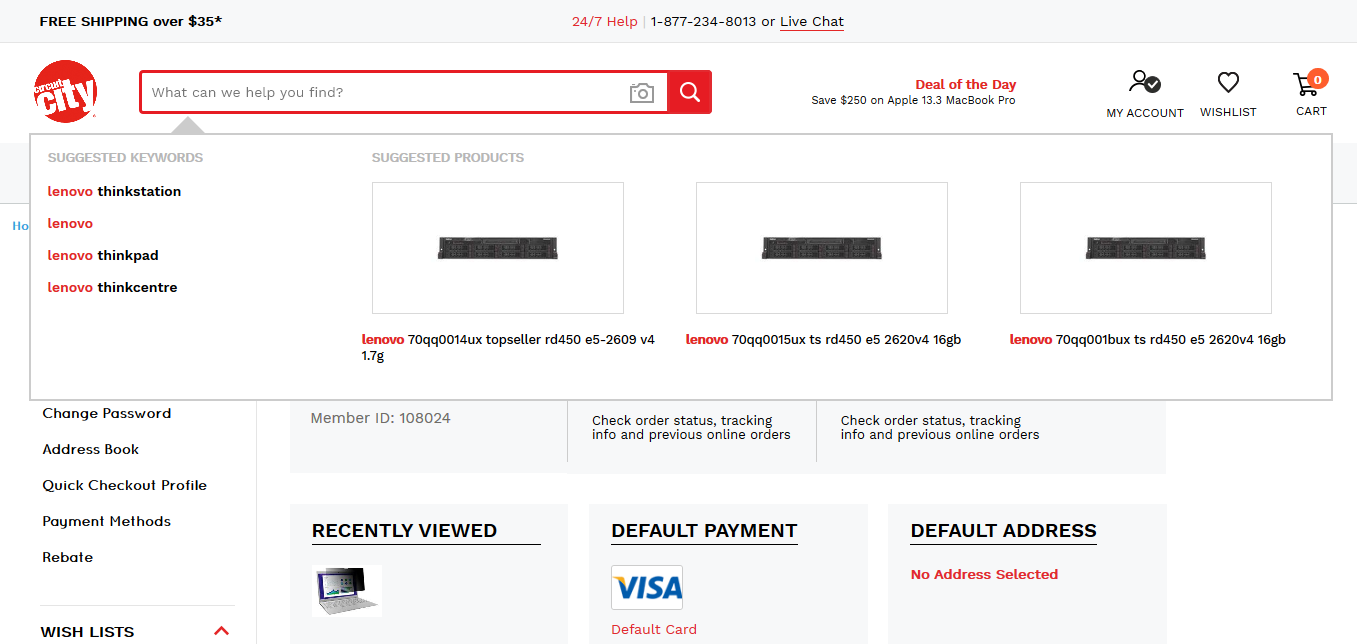 FREE SHIPPING over $35*
24/7 Help | 1-877-234-8013 or Live Chat
circuit city
What can we help you find?
Deal of the Day
Save $250 on Apple 13.3 MacBook Pro
MY ACCOUNT
WISHLIST
0
CART
Ho
SUGGESTED KEYWORDS
lenovo thinkstation
lenovo
lenovo thinkpad
lenovo thinkcentre
SUGGESTED PRODUCTS
lenovo 70qq0014ux topseller rd450 e5-2609 v4
1.7g
lenovo 70qq0015ux ts rd450 e5 2620v4 16gb
lenovo 70qq001bux ts rd450 e5 2620v4 16gb
Change Password
Address Book
Quick Checkout Profile
Payment Methods
Rebate
WISH LISTS
Member ID: 108024
Check order status, tracking
info and previous online orders
Check order status, tracking
info and previous online orders
RECENTLY VIEWED
DEFAULT PAYMENT
VISA
Default Card
DEFAULT ADDRESS
No Address Selected